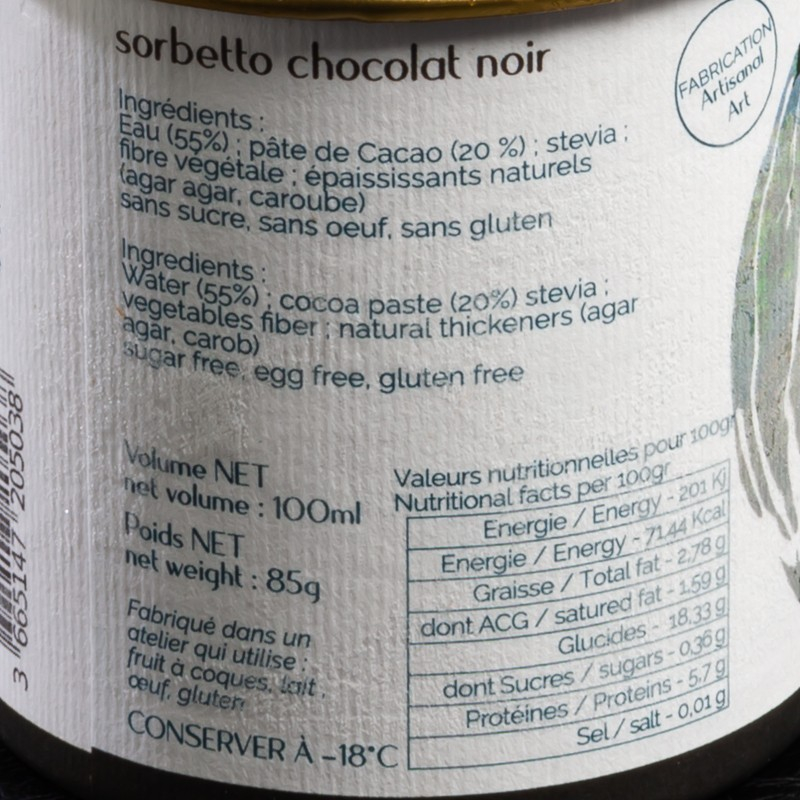 sorbetto chocolat noir
FABRICATION
Artisanal
Art
Ingrédients :
Eau (55%) ; pâte de Cacao (20 %) ; stevia ;
fibre végétale ; épaississants naturels
(agar agar, caroube)
sans sucre, sans oeuf, sans gluten
Ingredients :
Water (55%) ; cocoa paste (20%) stevia ;
vegetables fiber ; natural thickeners (agar
agar, carob)
sugar free, egg free, gluten free
Volume NET
net volume : 100ml
Poids NET
net weight : 85g
Fabriqué dans un
atelier qui utilise :
fruit à coques, lait ,
œuf, gluten
CONSERVER À -18°C
Valeurs nutritionnelles pour 100gr
Nutritional facts per 100gr
Energie / Energy - 201 Kj
Energie / Energy - 71.44 Kcal
Graisse / Total fat - 2,78 g
dont ACG / satured fat - 1,59 g
Glucides - 18,33 g
dont Sucres / sugars - 0,36 g
Protéines / Proteins - 5,7 g
Sel / salt - 0,01 g
3 665147 205038